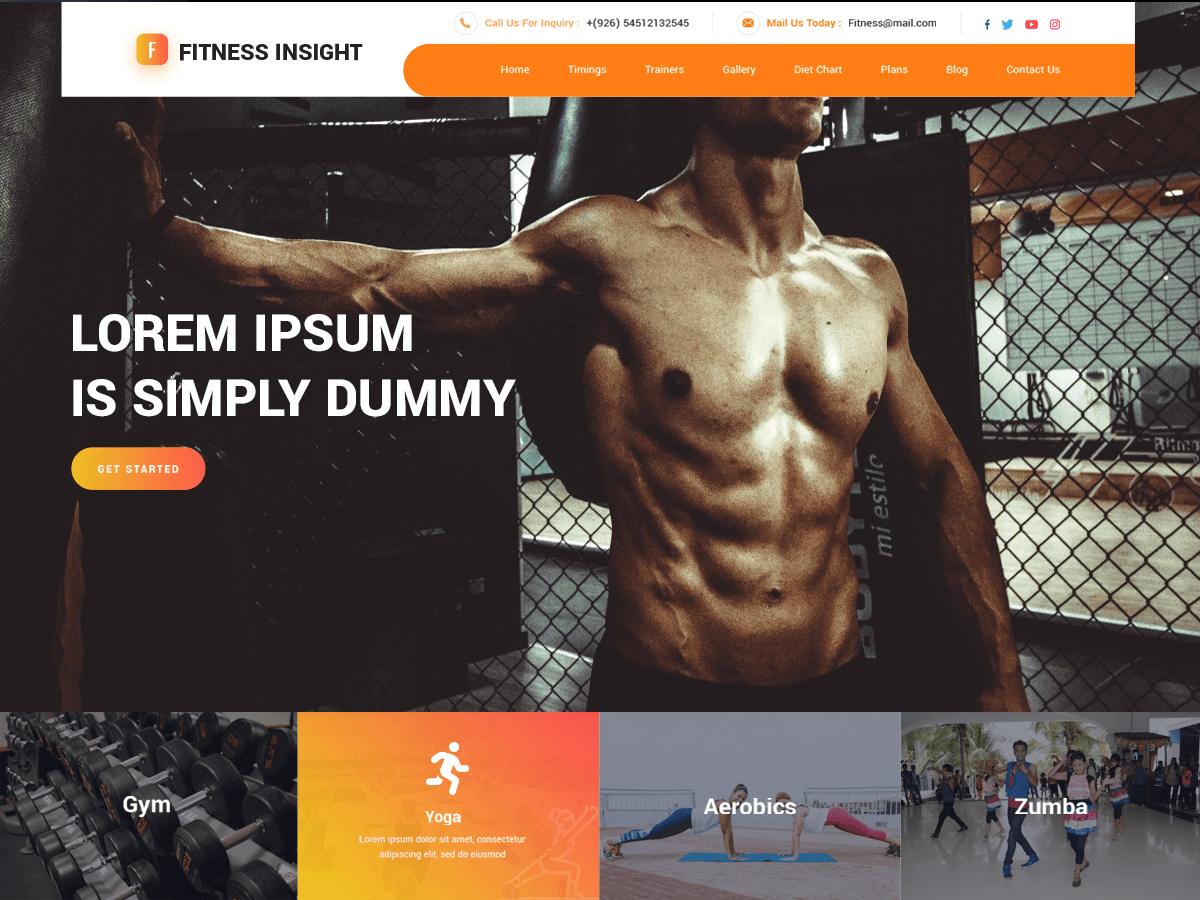 Call Us For Inquiry : +(926) 54512132545
Mail Us Today : Fitness@mail.com
F FITNESS INSIGHT
Home Timings Trainers Gallery Diet Chart Plans Blog Contact Us
LOREM IPSUM
IS SIMPLY DUMMY
GET STARTED
mi estilo
Gym
Yoga
Lorem ipsum dolor sit amet, consectetur
adipiscing elit, sed do eiusmod
Aerobics
Zumba